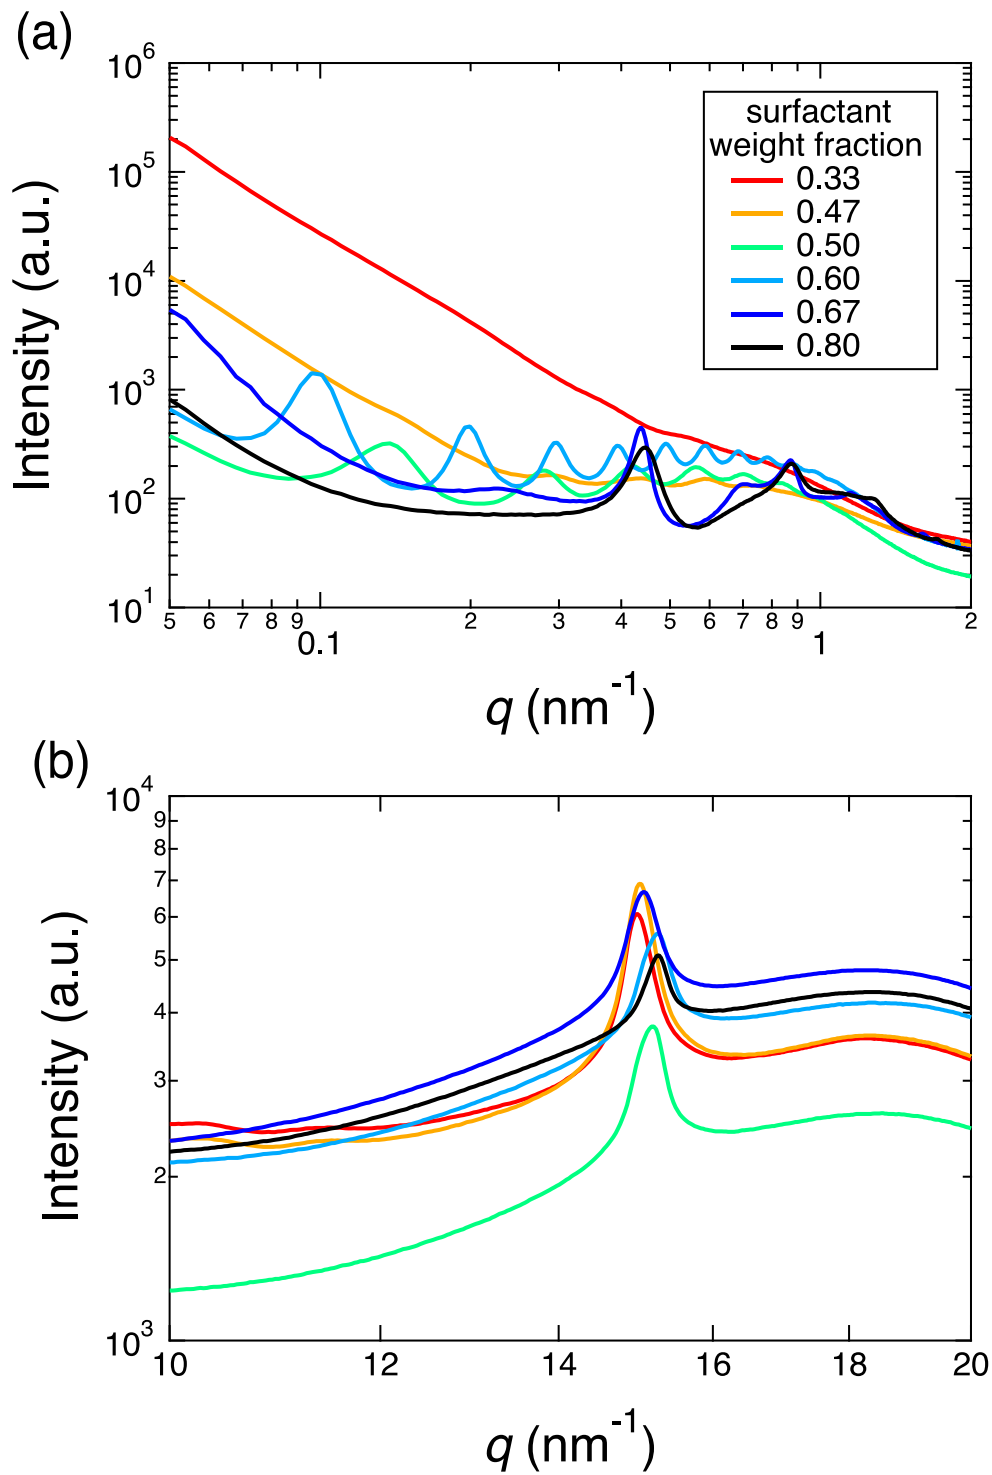 (a)
10^6
10^5
10^4
10^3
10^2
10^1
Intensity (a.u.)
surfactant
weight fraction
0.33
0.47
0.50
0.60
0.67
0.80
5 6 7 8 9 2 3 4 5 6 7 8 9 2
0.1 1
q (nm^-1)
(b)
10^4
9
8
7
6
5
4
3
2
10^3
Intensity (a.u.)
10 12 14 16 18 20
q (nm^-1)